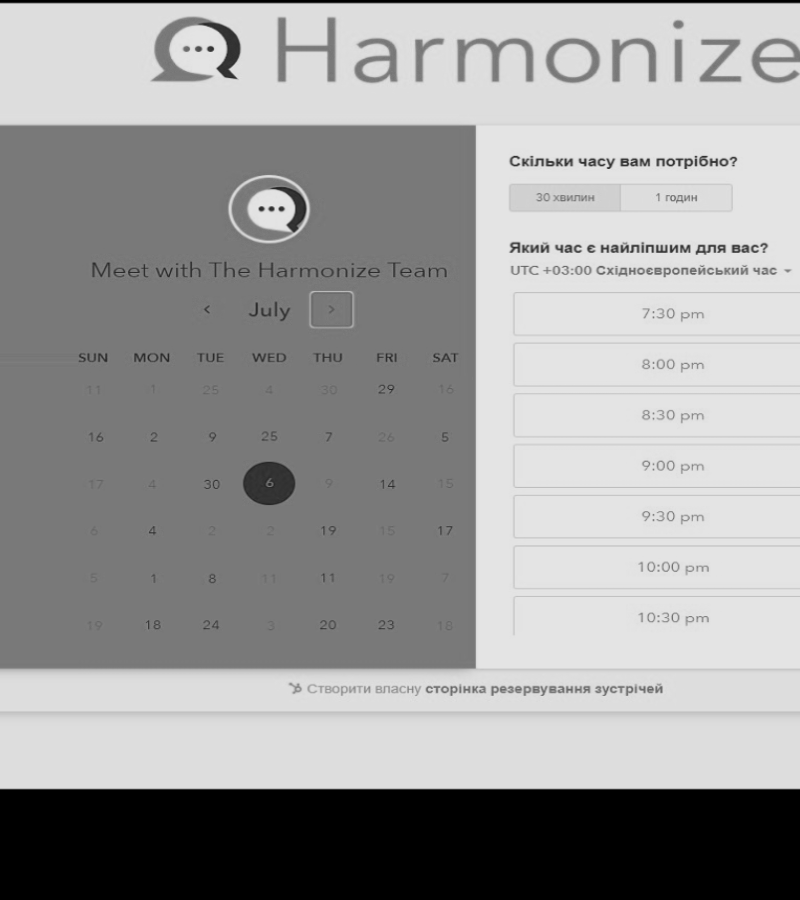 Harmonize
Meet with The Harmonize Team
July
SUN MON TUE WED THU FRI SAT
11 1 25 4 30 29 16
16 2 9 25 7 26 5
17 4 30 6 9 14 15
6 4 2 2 19 15 17
5 1 8 11 11 19 7
19 18 24 3 20 23 18
Скільки часу вам потрібно?
30 хвилин 1 годин
Який час є найліпшим для вас?
UTC +03:00 Східноєвропейський час
7:30 pm
8:00 pm
8:30 pm
9:00 pm
9:30 pm
10:00 pm
10:30 pm
Створити власну сторінка резервування зустрічей